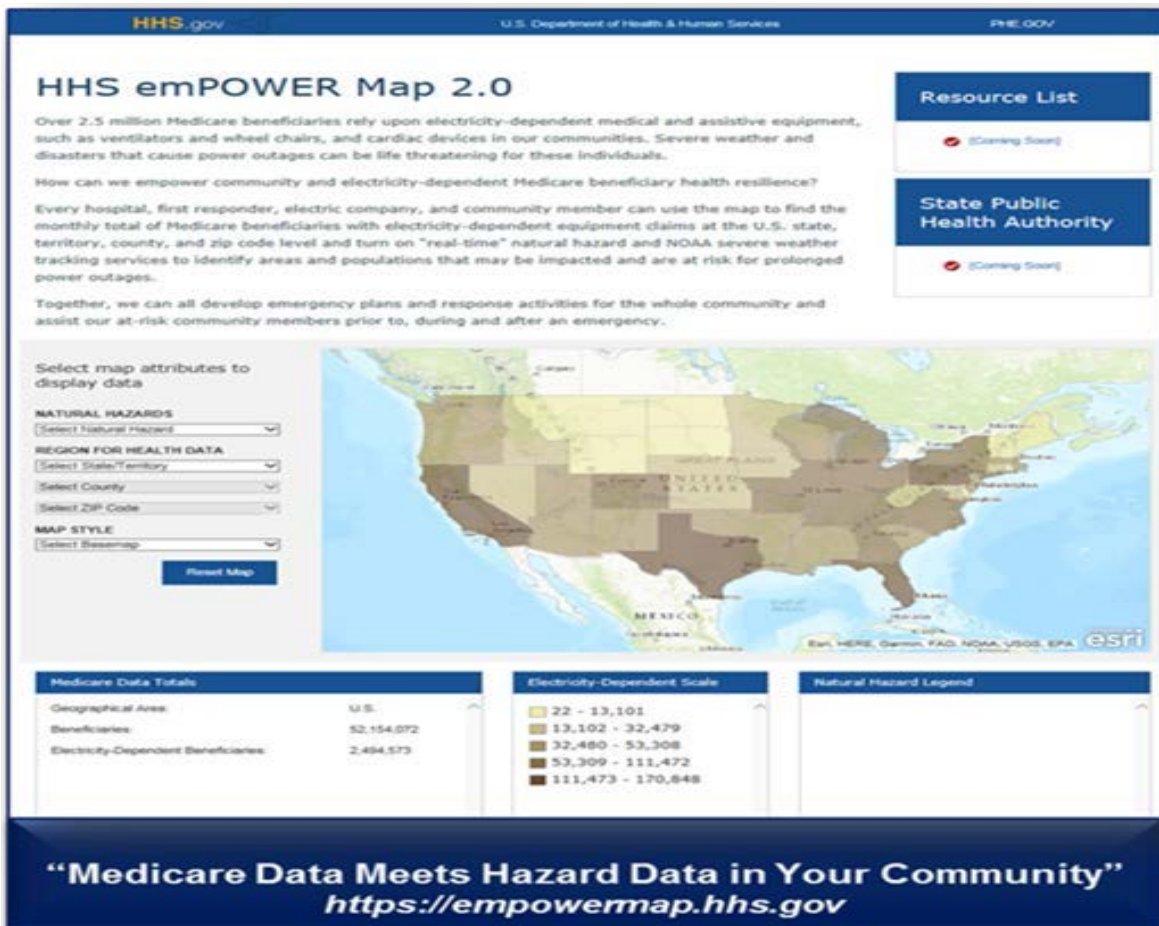 HHS.gov
U.S. Department of Health & Human Services
PHE.GOV
HHS emPOWER Map 2.0
Over 2.5 million Medicare beneficiaries rely upon electricity-dependent medical and assistive equipment,
such as ventilators and wheel chairs, and cardiac devices in our communities. Severe weather and
disasters that cause power outages can be life threatening for these individuals.
How can we empower community and electricity-dependent Medicare beneficiary health resilience?
Every hospital, first responder, electric company, and community member can use the map to find the
monthly total of Medicare beneficiaries with electricity-dependent equipment claims at the U.S. state,
territory, county, and zip code level and turn on "real-time" natural hazard and NOAA severe weather
tracking services to identify areas and populations that may be impacted and are at risk for prolonged
power outages.
Together, we can all develop emergency plans and response activities for the whole community and
assist our at-risk community members prior to, during and after an emergency.
Resource List
(Coming Soon)
State Public
Health Authority
(Coming Soon)
Select map attributes to
display data
NATURAL HAZARDS
Select Natural Hazard
REGION FOR HEALTH DATA
Select State/Territory
Select County
Select ZIP Code
MAP STYLE
Select Basemap
Reset Map
Calgary
GREAT PLAINS
UNITED
STATES
Philadelphia
MEXICO
Esri, HERE, Garmin, FAO, NOAA, USGS, EPA
esri
Medicare Data Totals
Geographical Area: U.S.
Beneficiaries: 52,154,072
Electricity-Dependent Beneficiaries: 2,494,573
Electricity-Dependent Scale
22 - 13,101
13,102 - 32,479
32,480 - 53,308
53,309 - 111,472
111,473 - 170,848
Natural Hazard Legend
“Medicare Data Meets Hazard Data in Your Community”
https://empowermap.hhs.gov